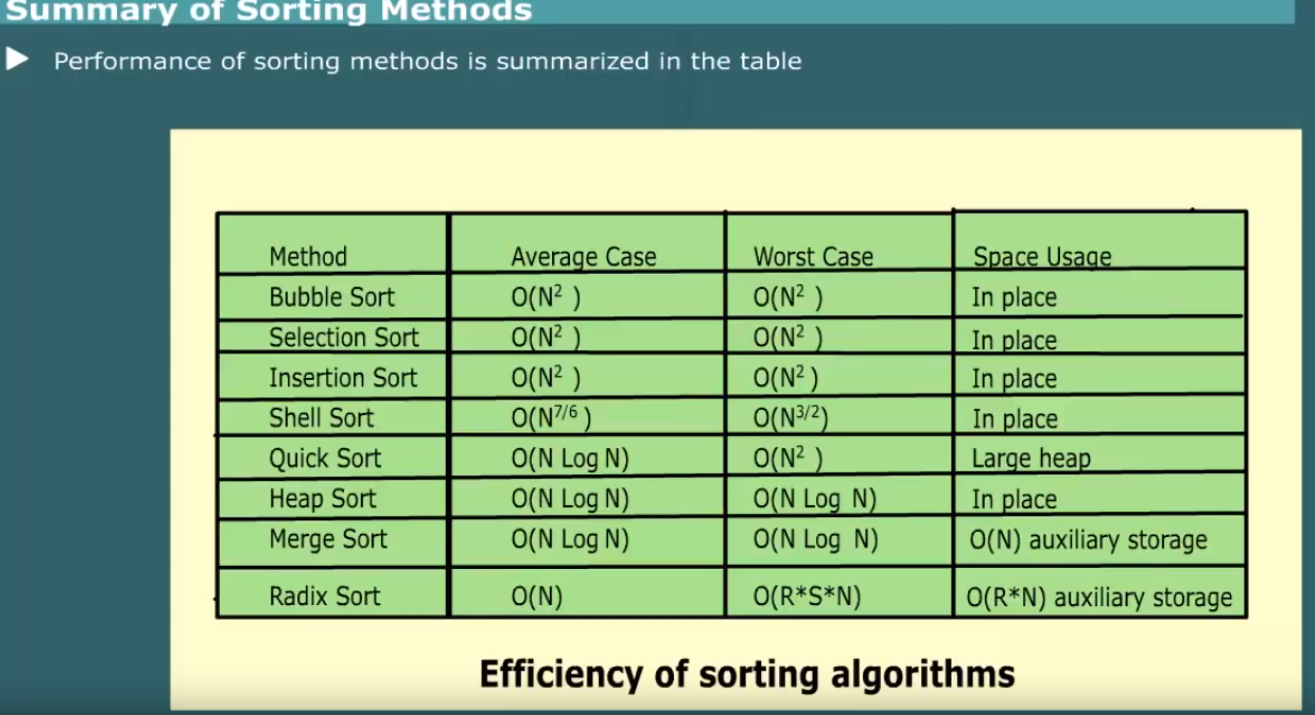 Summary of Sorting Methods
Performance of sorting methods is summarized in the table
Method Average Case Worst Case Space Usage
Bubble Sort O(N² ) O(N² ) In place
Selection Sort O(N² ) O(N² ) In place
Insertion Sort O(N² ) O(N² ) In place
Shell Sort O(N^7/6 ) O(N^3/2) In place
Quick Sort O(N Log N) O(N² ) Large heap
Heap Sort O(N Log N) O(N Log N) In place
Merge Sort O(N Log N) O(N Log N) O(N) auxiliary storage
Radix Sort O(N) O(R*S*N) O(R*N) auxiliary storage
Efficiency of sorting algorithms